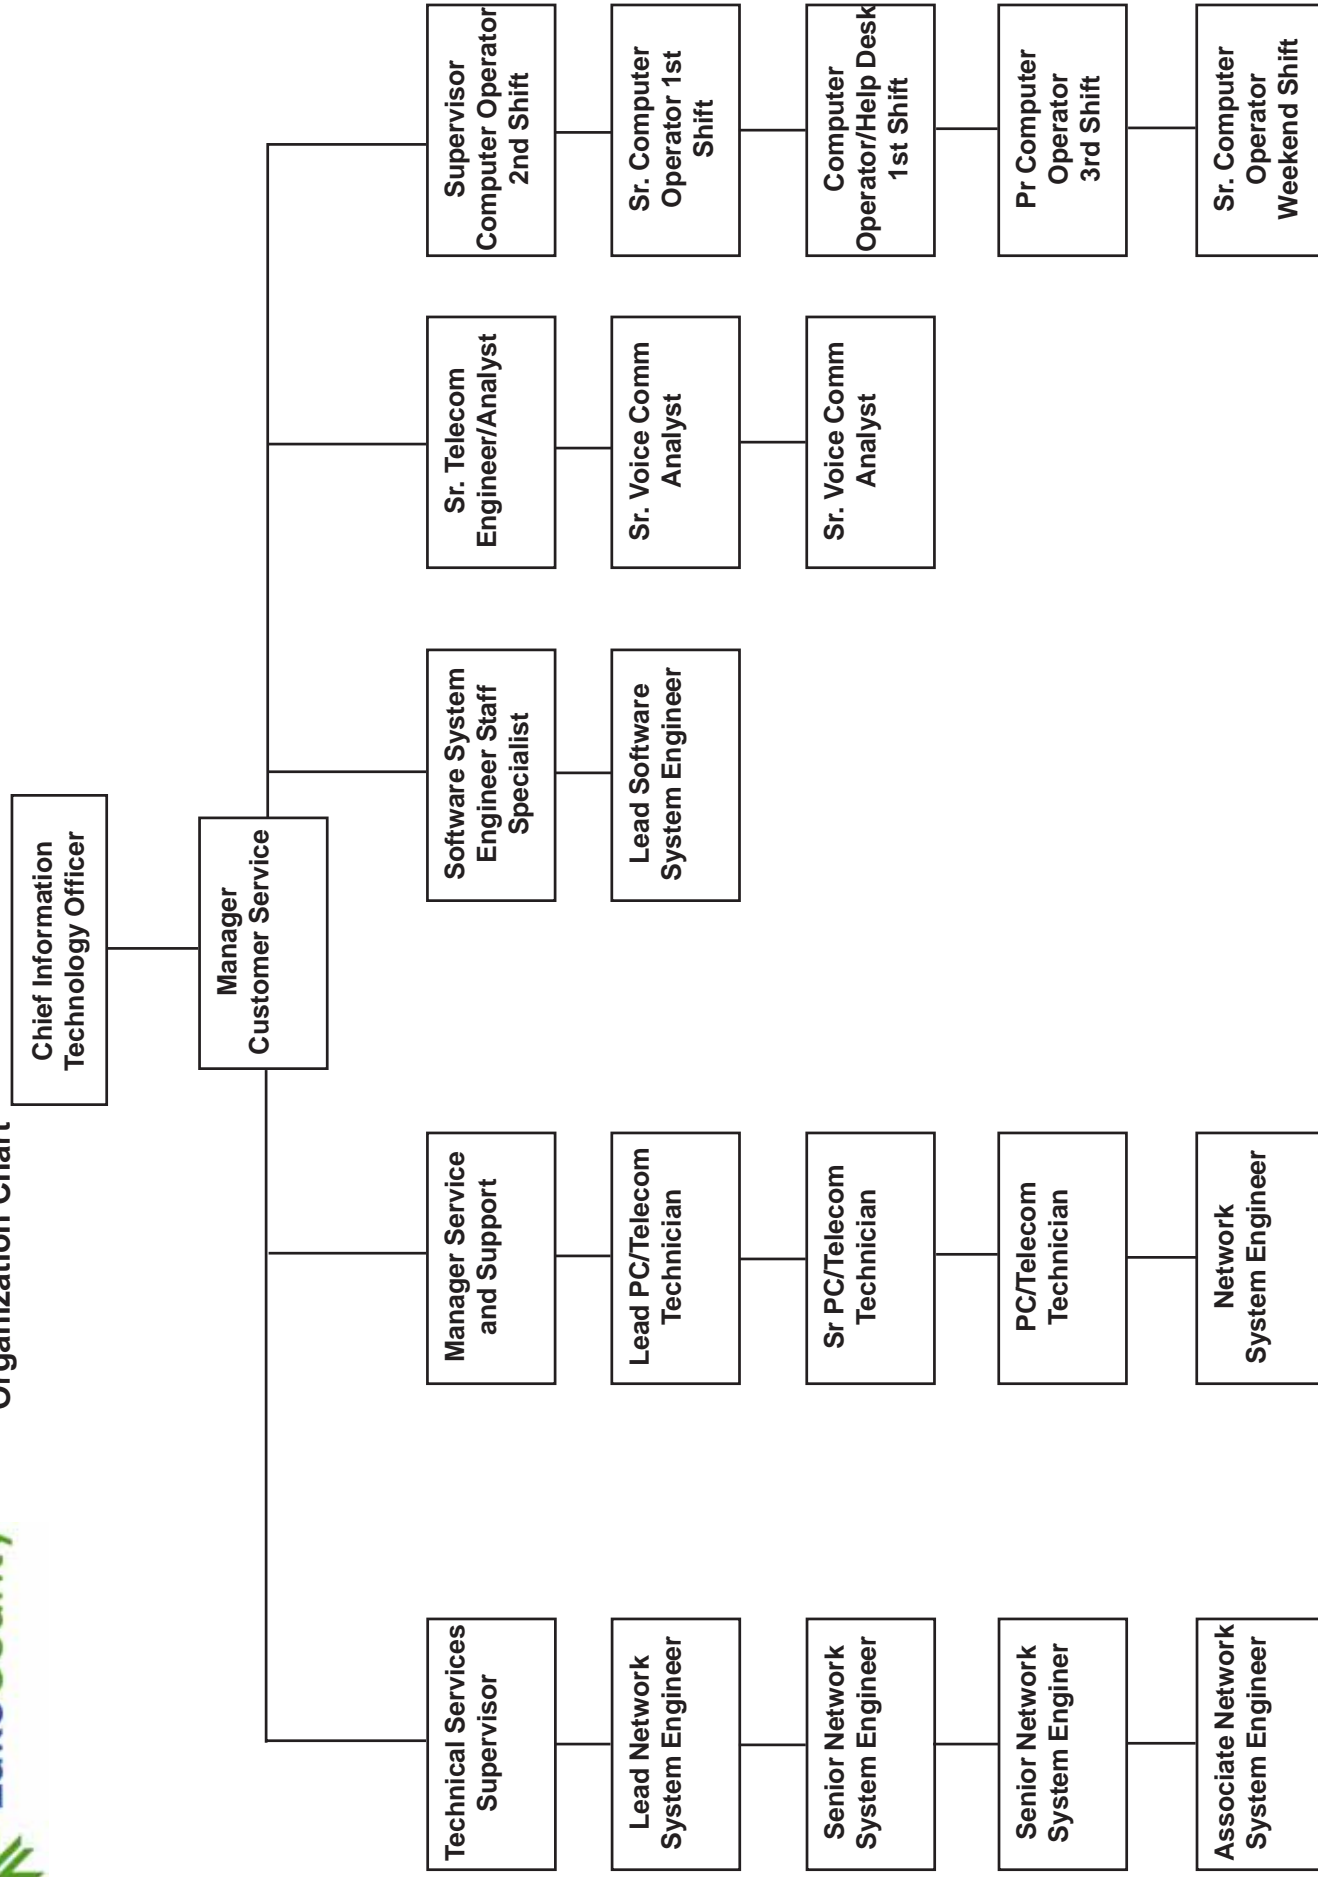 Organization Chart
Chief Information
Technology Officer
Manager
Customer Service
Technical Services
Supervisor
Manager Service
and Support
Software System
Engineer Staff
Specialist
Sr. Telecom
Engineer/Analyst
Supervisor
Computer Operator
2nd Shift
Lead Network
System Engineer
Lead PC/Telecom
Technician
Lead Software
System Engineer
Sr. Voice Comm
Analyst
Sr. Computer
Operator 1st
Shift
Senior Network
System Engineer
Sr PC/Telecom
Technician
Sr. Voice Comm
Analyst
Computer
Operator/Help Desk
1st Shift
Senior Network
System Enginer
PC/Telecom
Technician
Pr Computer
Operator
3rd Shift
Associate Network
System Engineer
Network
System Engineer
Sr. Computer
Operator
Weekend Shift